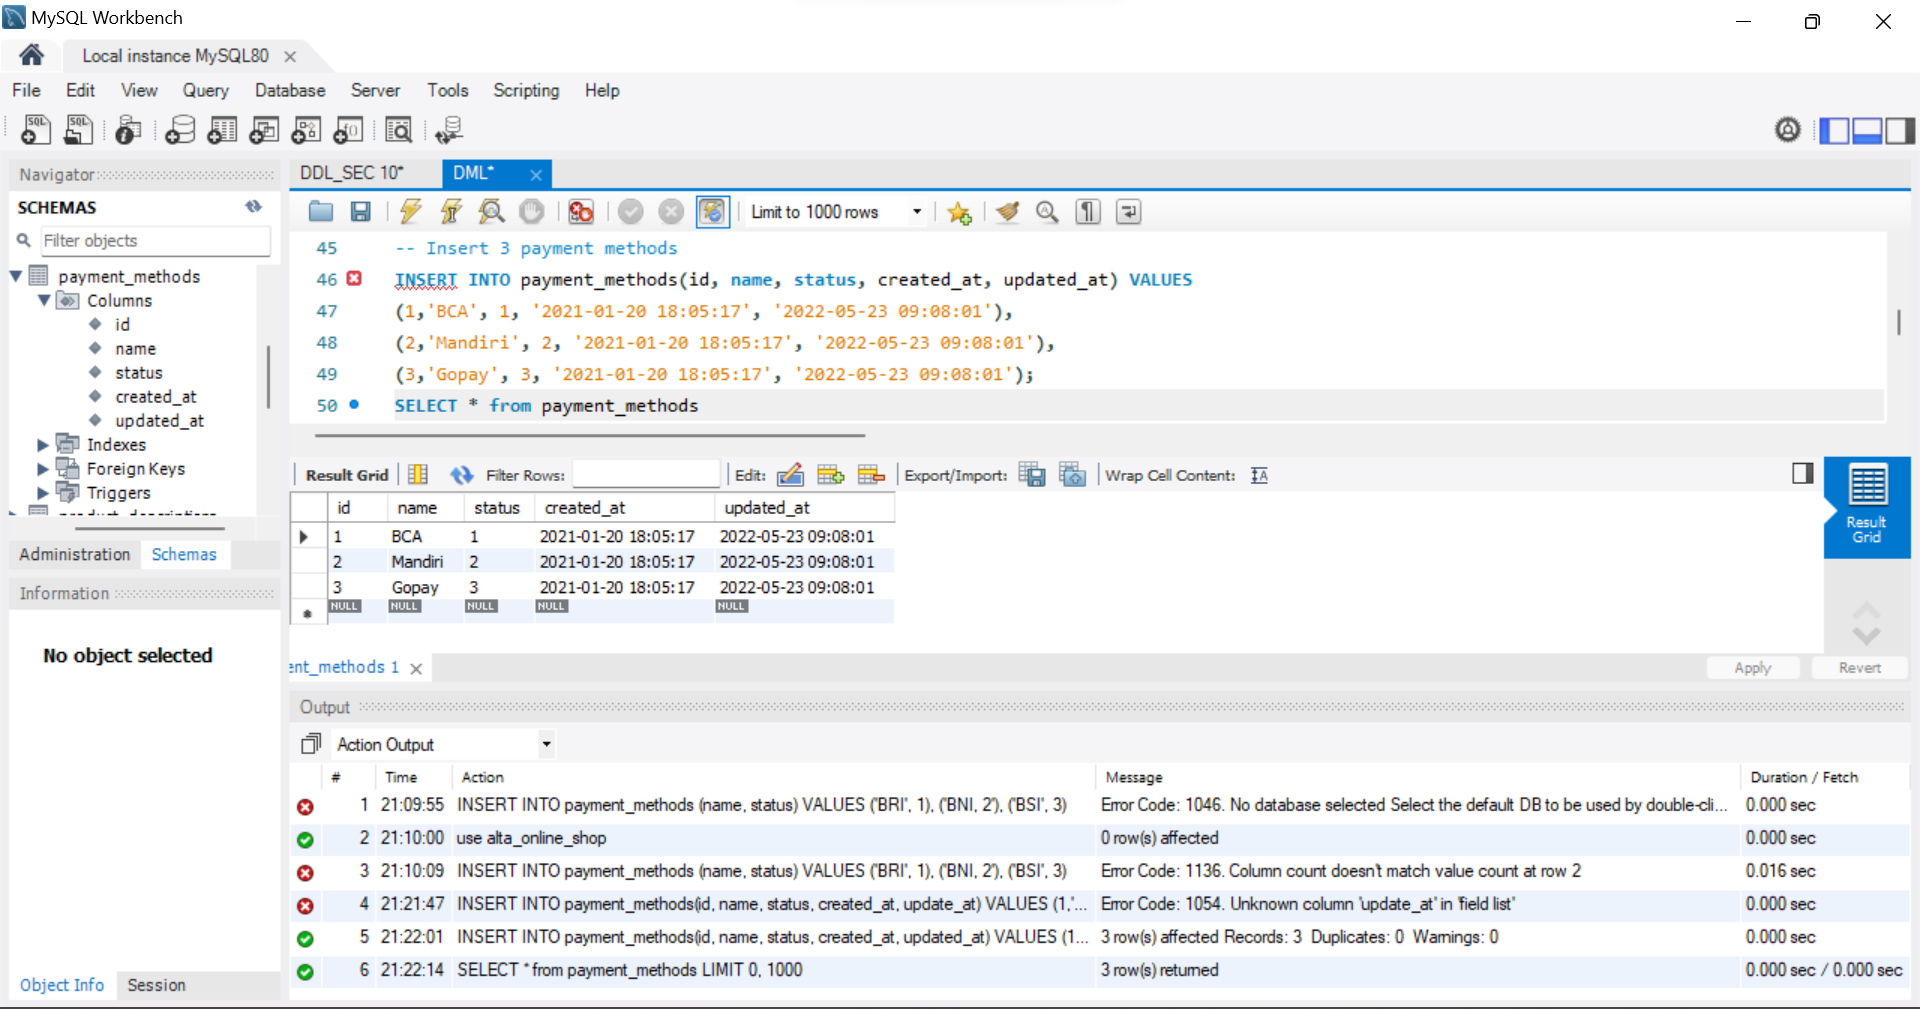 MySQL Workbench
Local instance MySQL80
File Edit View Query Database Server Tools Scripting Help
Navigator
SCHEMAS
Filter objects
payment_methods
Columns
id
name
status
created_at
updated_at
Indexes
Foreign Keys
Triggers
Administration Schemas
Information
No object selected
Object Info Session
DDL_SEC 10* DML*
Limit to 1000 rows
45 -- Insert 3 payment methods
46 INSERT INTO payment_methods(id, name, status, created_at, updated_at) VALUES
47 (1,'BCA', 1, '2021-01-20 18:05:17', '2022-05-23 09:08:01'),
48 (2,'Mandiri', 2, '2021-01-20 18:05:17', '2022-05-23 09:08:01'),
49 (3,'Gopay', 3, '2021-01-20 18:05:17', '2022-05-23 09:08:01');
50 SELECT * from payment_methods
Result Grid Filter Rows: Edit: Export/Import: Wrap Cell Content:
id name status created_at updated_at
1 BCA 1 2021-01-20 18:05:17 2022-05-23 09:08:01
2 Mandiri 2 2021-01-20 18:05:17 2022-05-23 09:08:01
3 Gopay 3 2021-01-20 18:05:17 2022-05-23 09:08:01
NULL NULL NULL NULL NULL
Result
Grid
ent_methods 1
Apply Revert
Output
Action Output
# Time Action Message Duration / Fetch
1 21:09:55 INSERT INTO payment_methods (name, status) VALUES ('BRI', 1), ('BNI, 2'), ('BSI', 3) Error Code: 1046. No database selected Select the default DB to be used by double-cli... 0.000 sec
2 21:10:00 use alta_online_shop 0 row(s) affected 0.000 sec
3 21:10:09 INSERT INTO payment_methods (name, status) VALUES ('BRI', 1), ('BNI, 2'), ('BSI', 3) Error Code: 1136. Column count doesn't match value count at row 2 0.016 sec
4 21:21:47 INSERT INTO payment_methods(id, name, status, created_at, update_at) VALUES (1,'... Error Code: 1054. Unknown column 'update_at' in 'field list' 0.000 sec
5 21:22:01 INSERT INTO payment_methods(id, name, status, created_at, updated_at) VALUES (1... 3 row(s) affected Records: 3 Duplicates: 0 Warnings: 0 0.000 sec
6 21:22:14 SELECT * from payment_methods LIMIT 0, 1000 3 row(s) returned 0.000 sec / 0.000 sec